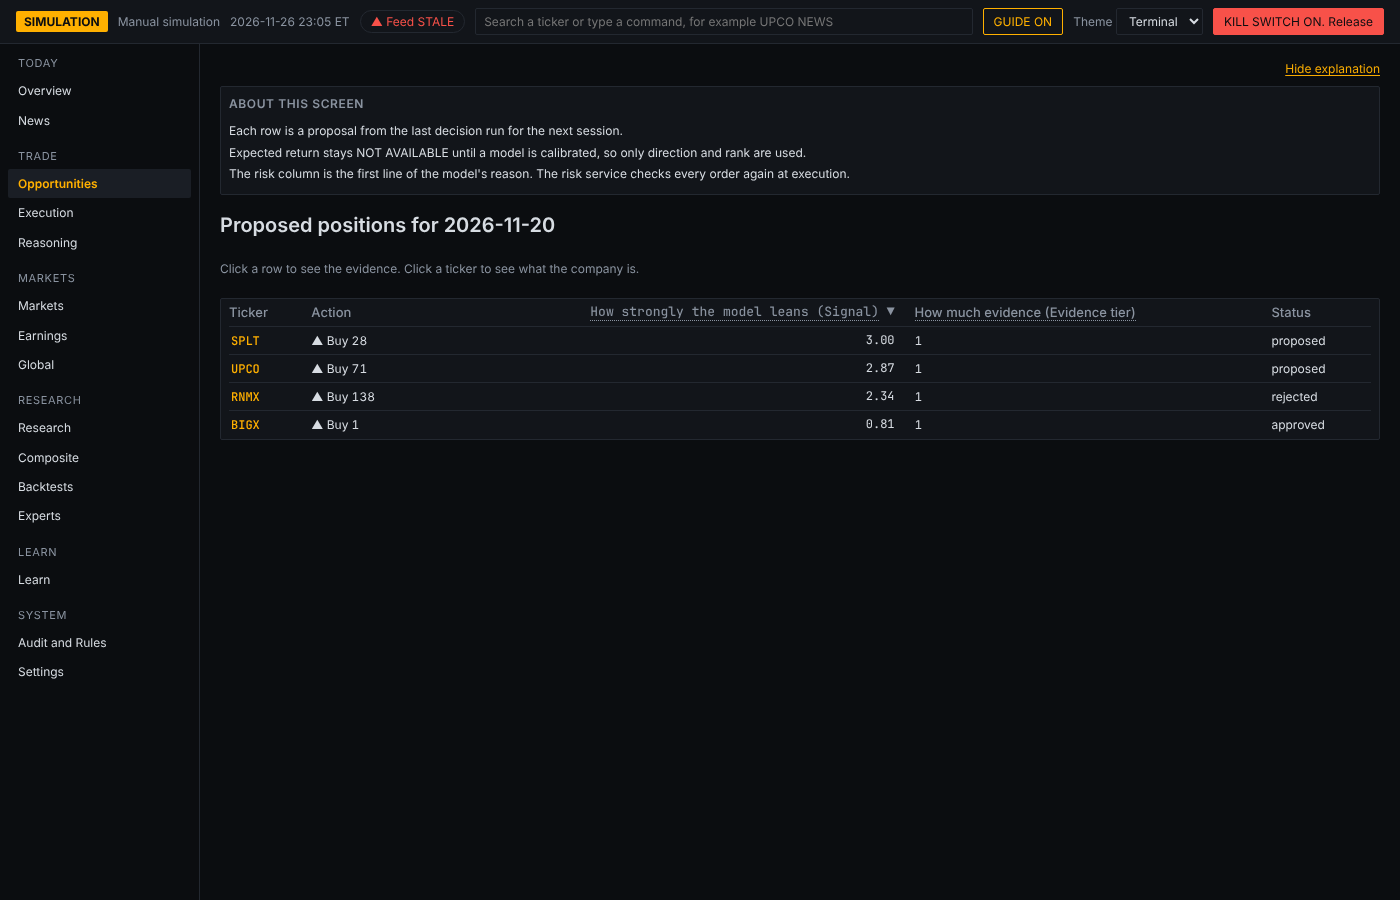 SIMULATION Manual simulation 2026-11-26 23:05 ET ▲ Feed STALE Search a ticker or type a command, for example UPCO NEWS GUIDE ON Theme Terminal KILL SWITCH ON. Release
TODAY
Overview
News
TRADE
Opportunities
Execution
Reasoning
MARKETS
Markets
Earnings
Global
RESEARCH
Research
Composite
Backtests
Experts
LEARN
Learn
SYSTEM
Audit and Rules
Settings
Hide explanation
ABOUT THIS SCREEN
Each row is a proposal from the last decision run for the next session.
Expected return stays NOT AVAILABLE until a model is calibrated, so only direction and rank are used.
The risk column is the first line of the model's reason. The risk service checks every order again at execution.
Proposed positions for 2026-11-20
Click a row to see the evidence. Click a ticker to see what the company is.
Ticker Action How strongly the model leans (Signal) ▼ How much evidence (Evidence tier) Status
SPLT ▲ Buy 28 3.00 1 proposed
UPCO ▲ Buy 71 2.87 1 proposed
RNMX ▲ Buy 138 2.34 1 rejected
BIGX ▲ Buy 1 0.81 1 approved